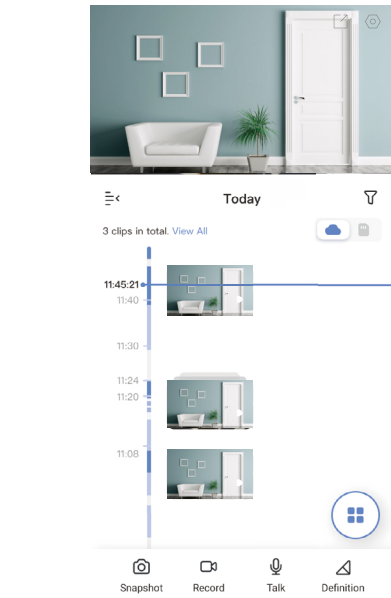 Today
3 clips in total. View All
11:45:21
11:40
11:30
11:24
11:20
11:08
Snapshot Record Talk Definition